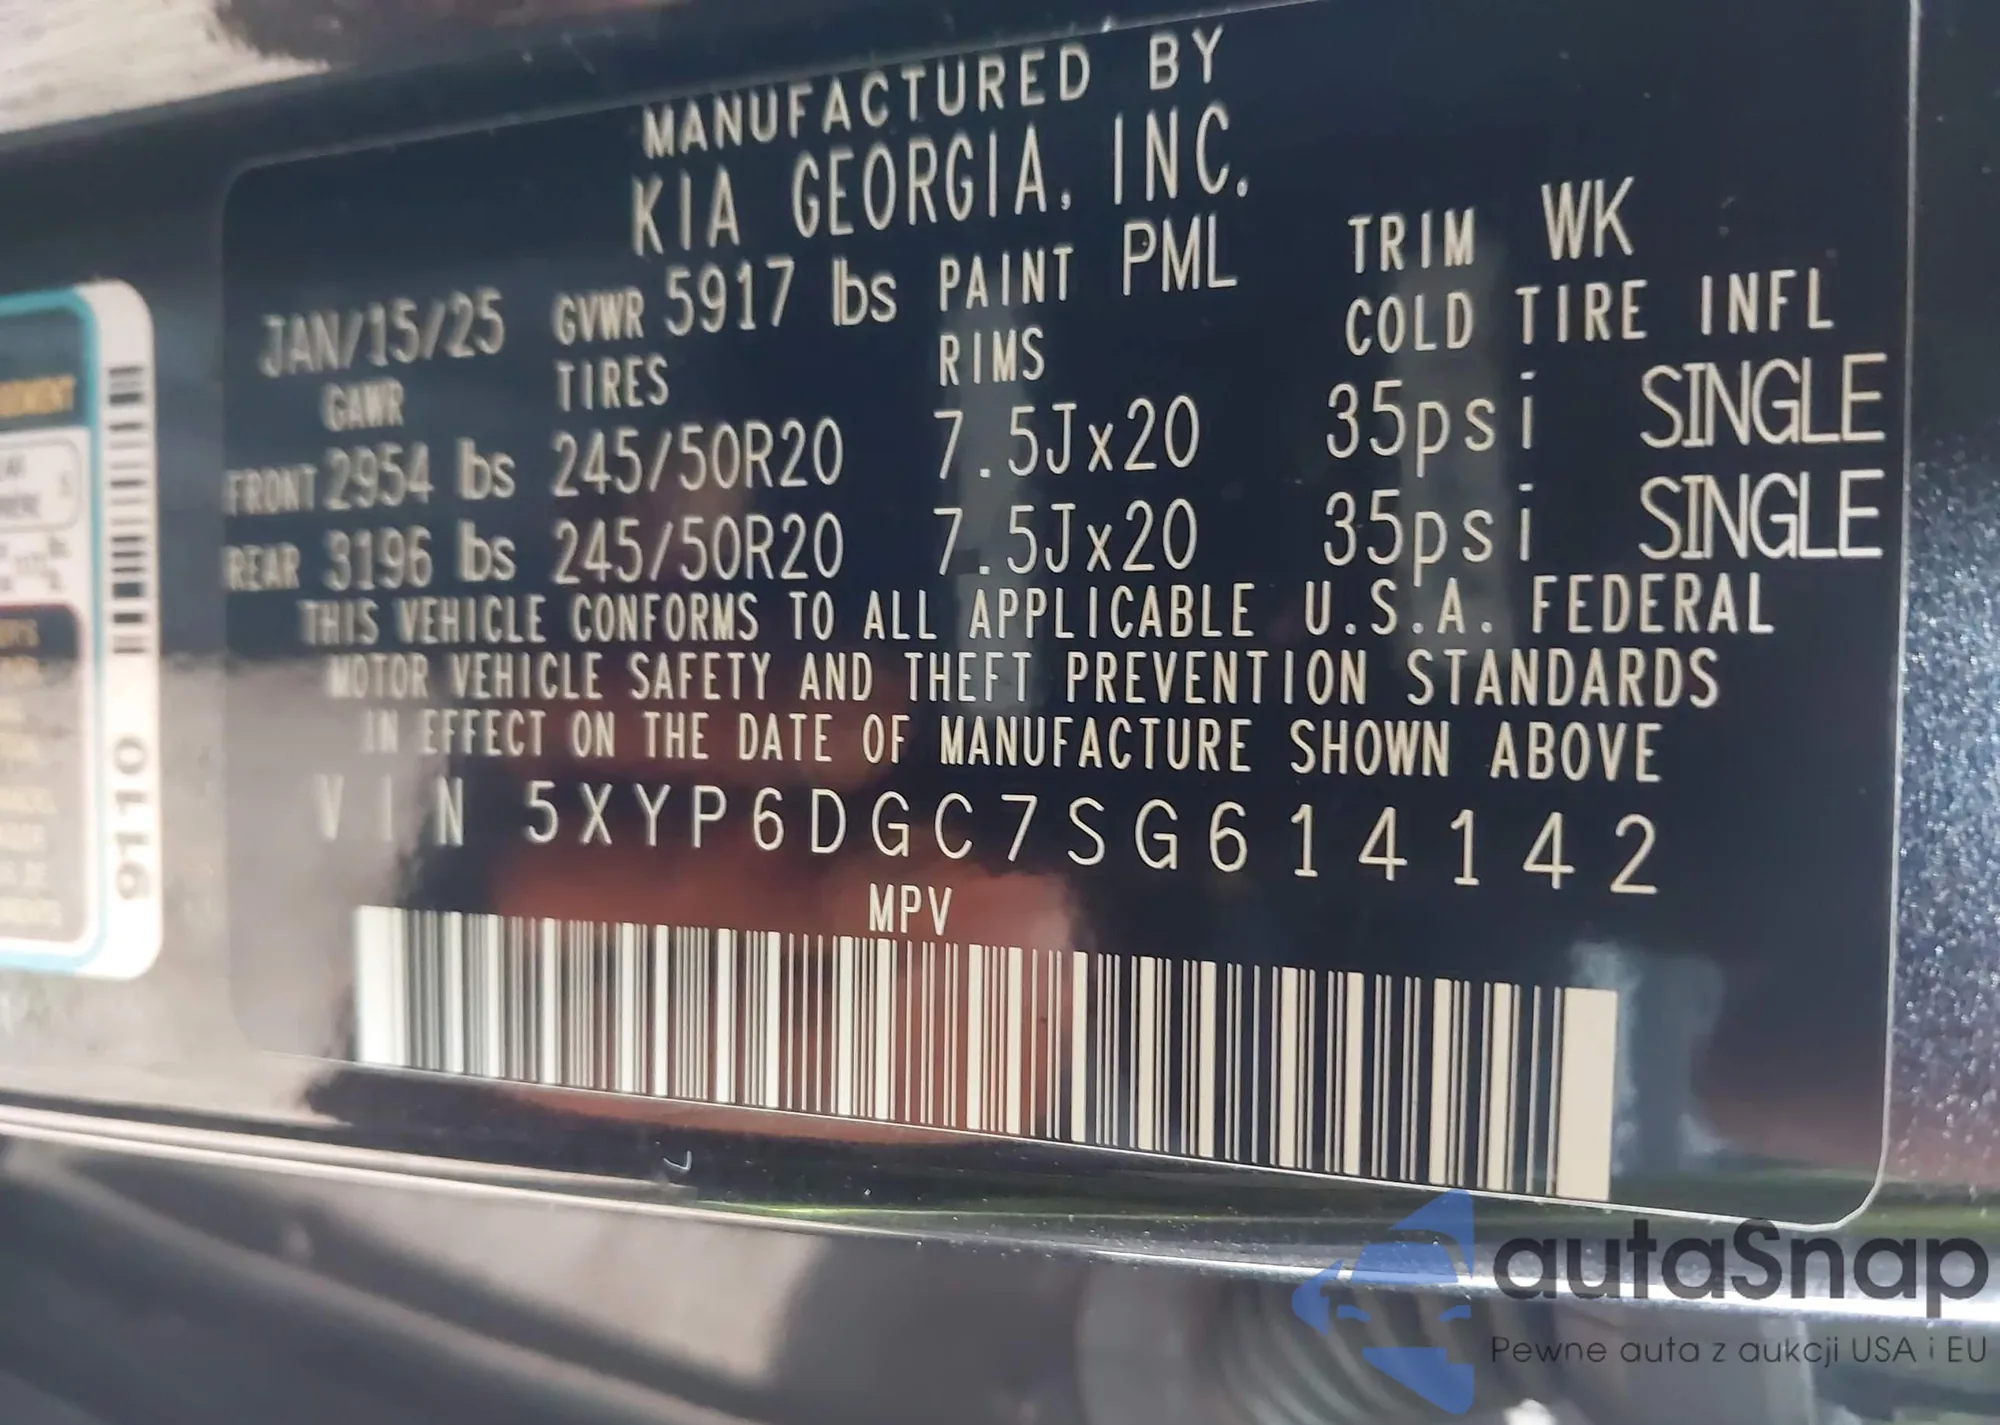 MANUFACTURED BY
KIA GEORGIA, INC.
JAN/15/25 GVWR 5917 lbs PAINT PML TRIM WK
GAWR TIRES RIMS COLD TIRE INFL
FRONT 2954 lbs 245/50R20 7.5Jx20 35psi SINGLE
REAR 3196 lbs 245/50R20 7.5Jx20 35psi SINGLE
THIS VEHICLE CONFORMS TO ALL APPLICABLE U.S.A. FEDERAL
MOTOR VEHICLE SAFETY AND THEFT PREVENTION STANDARDS
IN EFFECT ON THE DATE OF MANUFACTURE SHOWN ABOVE
VIN 5XYP6DGC7SG614142
MPV
9110
autaSnap
Pewne auta z aukcji USA i EU